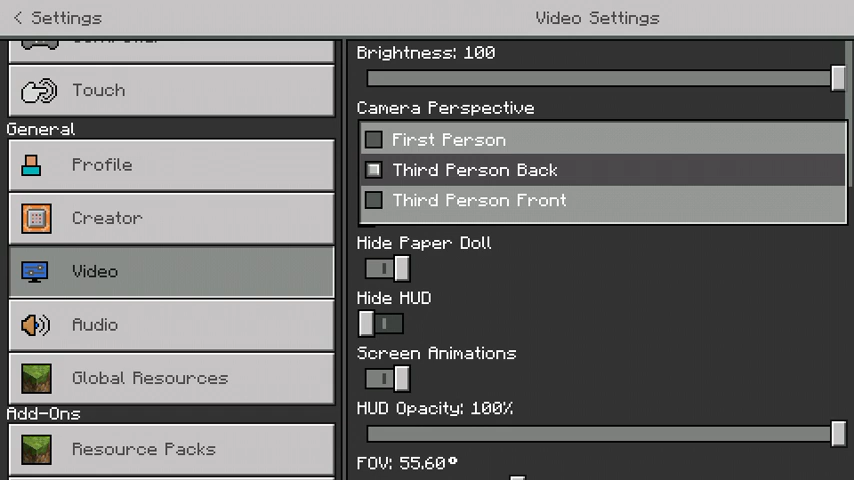 Settings
Video Settings
Touch
General
Profile
Creator
Video
Audio
Global Resources
Add-Ons
Resource Packs
Brightness: 100
Camera Perspective
First Person
Third Person Back
Third Person Front
Hide Paper Doll
Hide HUD
Screen Animations
HUD Opacity: 100%
FOV: 55.60°